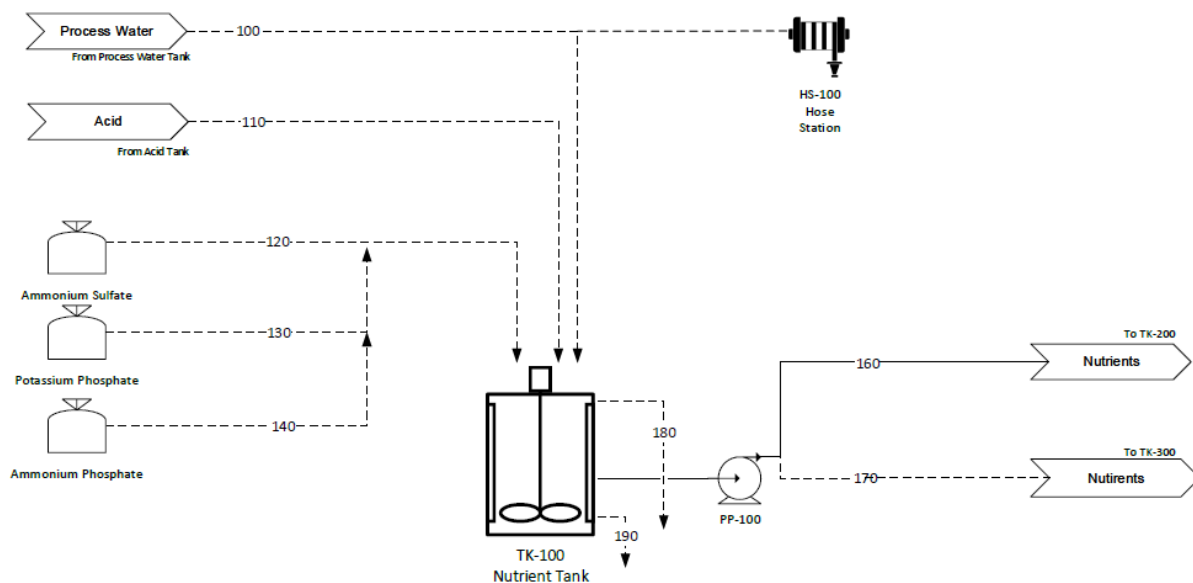 Process Water
From Process Water Tank
100
HS-100
Hose
Station
Acid
From Acid Tank
110
120
Ammonium Sulfate
130
Potassium Phosphate
140
Ammonium Phosphate
TK-100
Nutrient Tank
180
190
PP-100
160
To TK-200
Nutrients
170
To TK-300
Nutirents